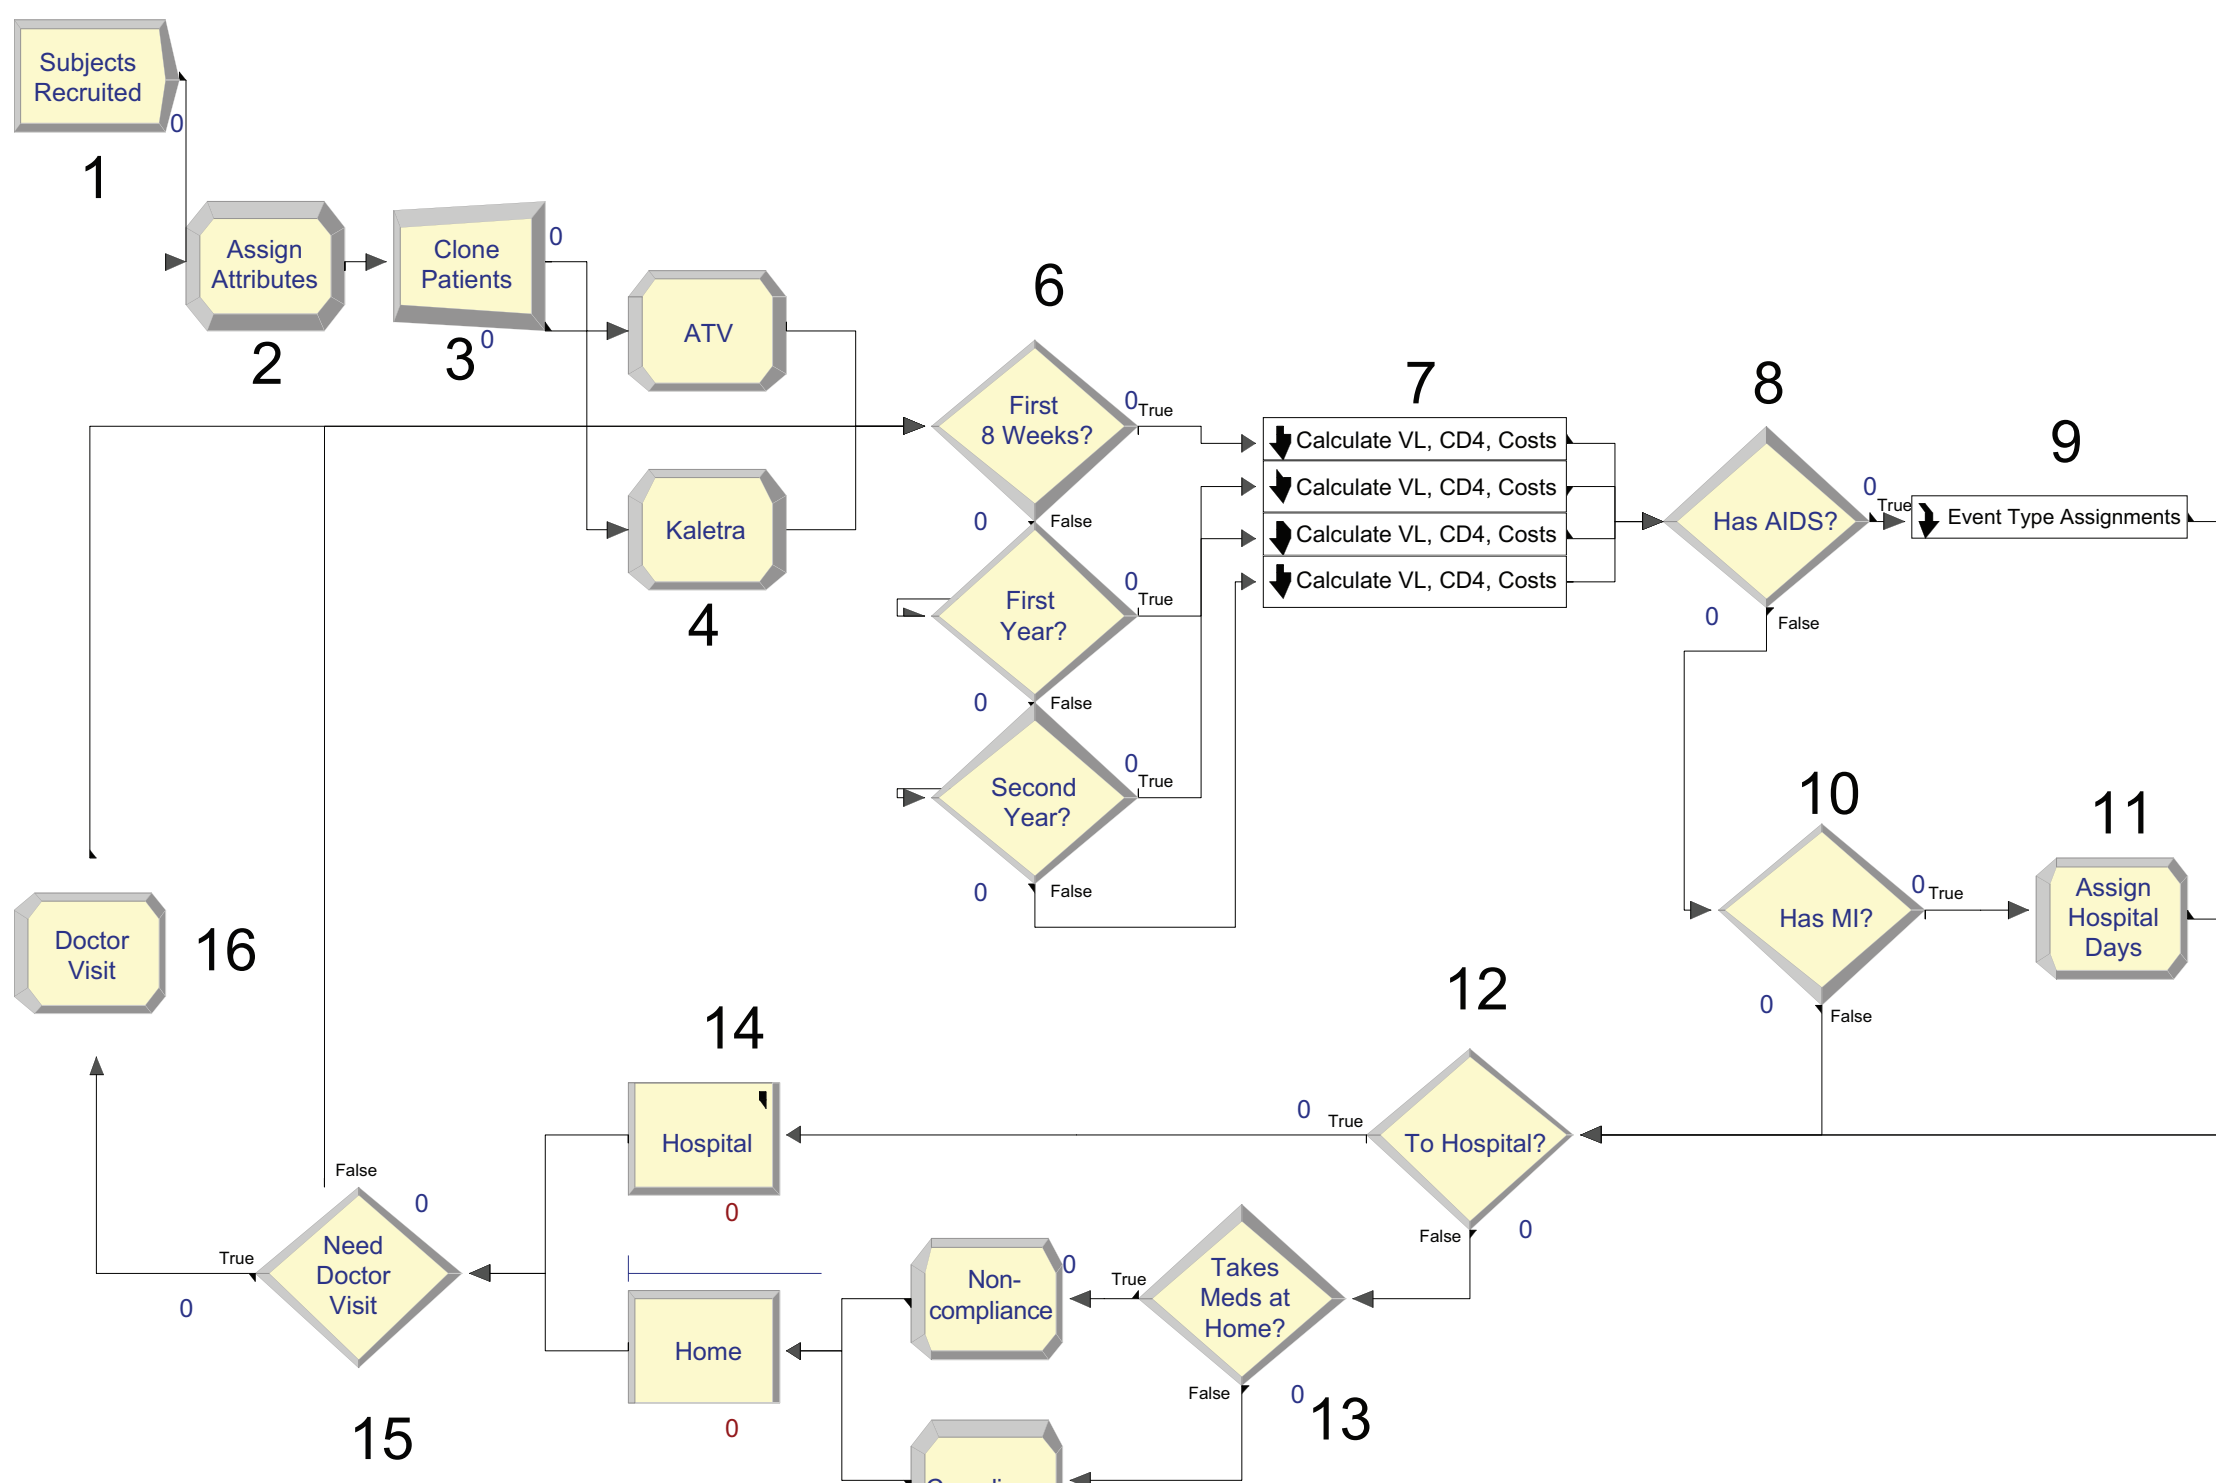 Subjects
Recruited
0
1
Assign
Attributes
2
Clone
Patients
0
0
3
ATV
Kaletra
4
6
First
8 Weeks?
0
True
0
False
First
Year?
0
True
0
False
Second
Year?
0
True
0
False
7
Calculate VL, CD4, Costs
Calculate VL, CD4, Costs
Calculate VL, CD4, Costs
Calculate VL, CD4, Costs
8
Has AIDS?
0
True
0
False
9
Event Type Assignments
10
Has MI?
0
True
0
False
11
Assign
Hospital
Days
12
To Hospital?
0
True
False
0
Takes
Meds at
Home?
True
False
0
13
Non-
compliance
0
14
Hospital
0
Home
0
Need
Doctor
Visit
False
0
True
0
15
Doctor
Visit
16